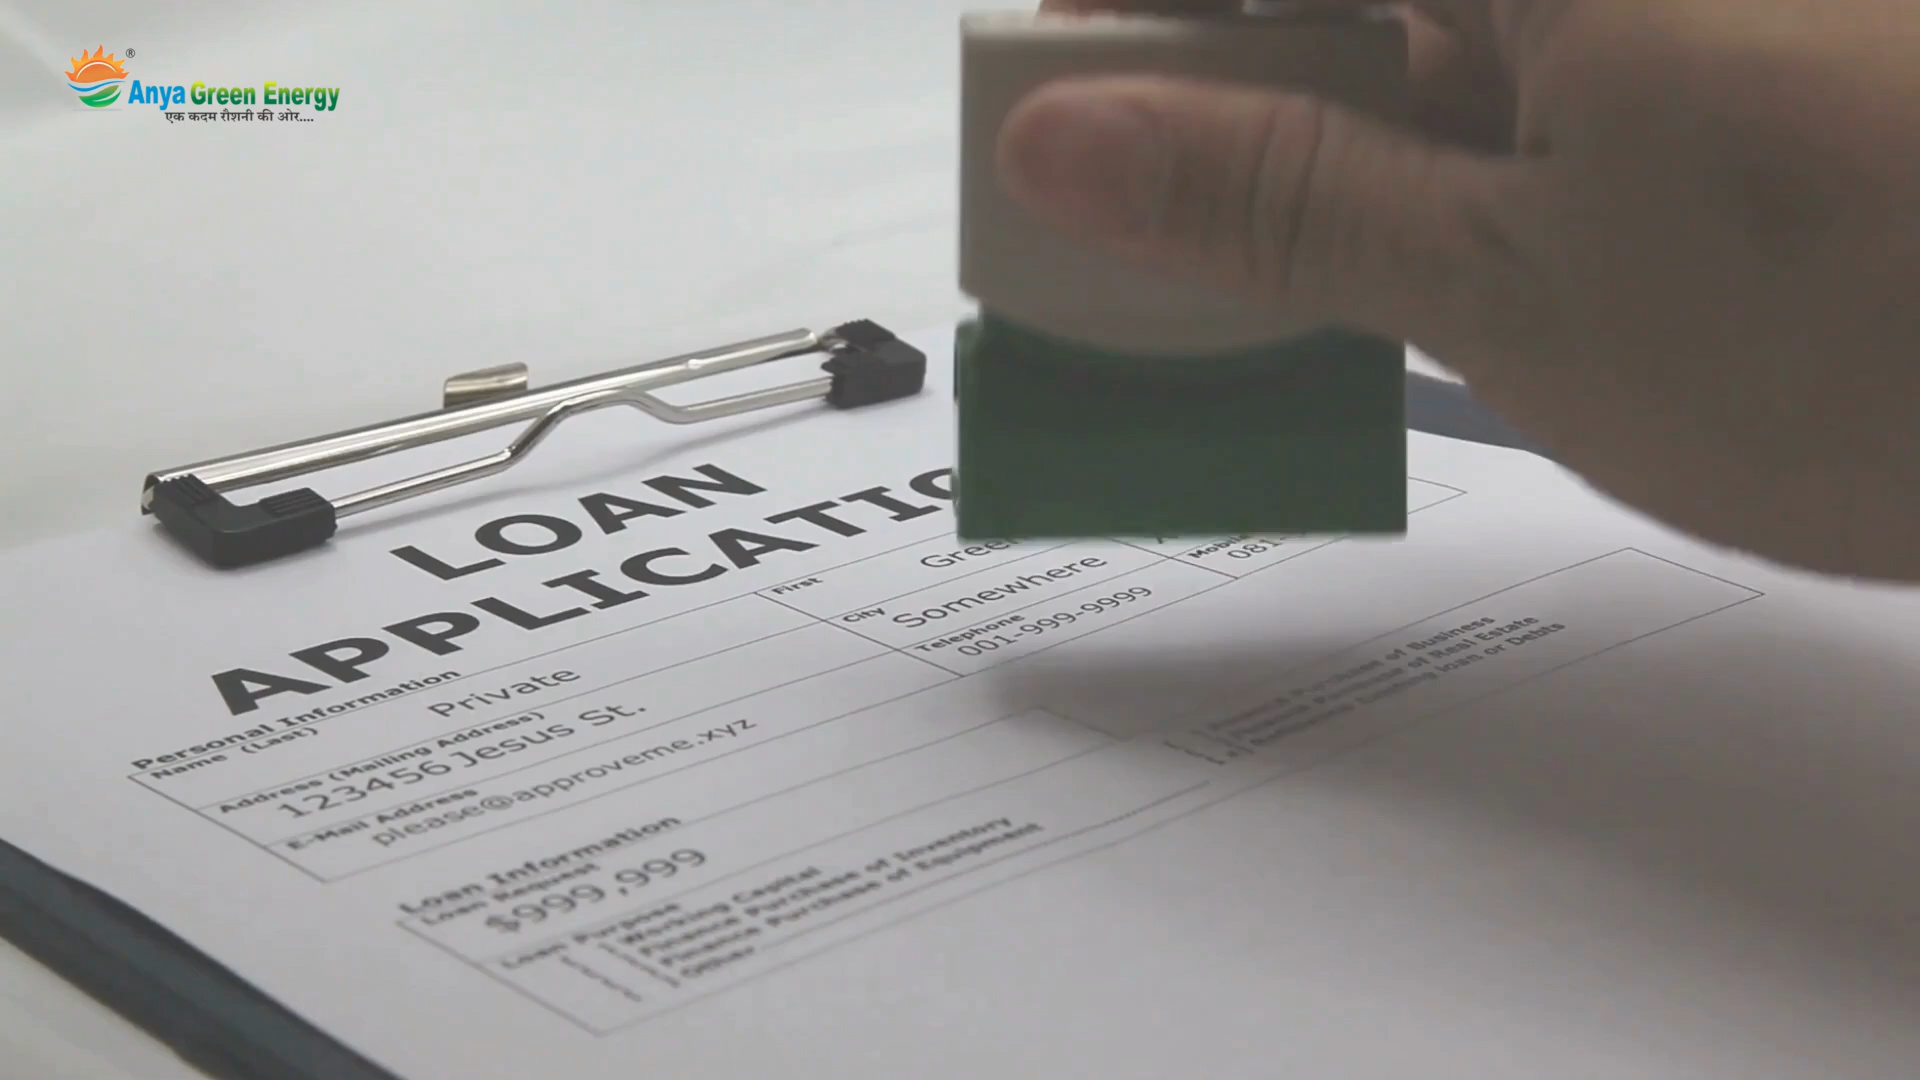 ®
Anya Green Energy
एक कदम रौशनी की ओर....
LOAN
APPLICATIO
Personal Information
Name (Last)
Private
First
Green
Address (Mailing Address)
123456 Jesus St.
City
Somewhere
E-Mail Address
please@approveme.xyz
Telephone
001-999-9999
Mobile
081-
Loan Information
Loan Request
$999,999
Loan Purpose
[ ] Working Capital
[ ] Finance Purchase of Inventory
[ ] Finance Purchase of Equipment
[ ] Other
Purchase of Business
Finance Purchase of Real Estate
Existing Loan or Debts